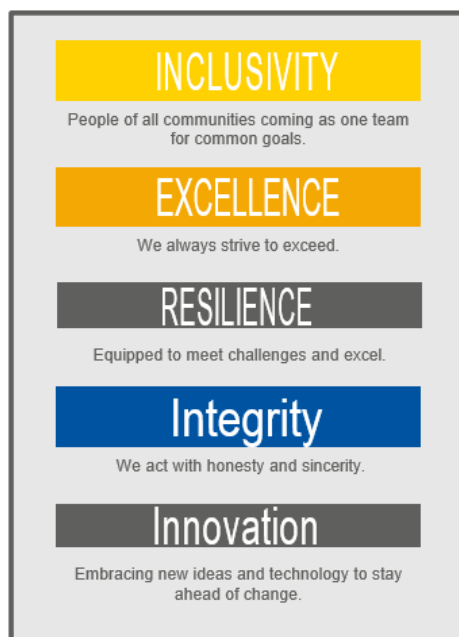 INCLUSIVITY
People of all communities coming as one team
for common goals.
EXCELLENCE
We always strive to exceed.
RESILIENCE
Equipped to meet challenges and excel.
Integrity
We act with honesty and sincerity.
Innovation
Embracing new ideas and technology to stay
ahead of change.